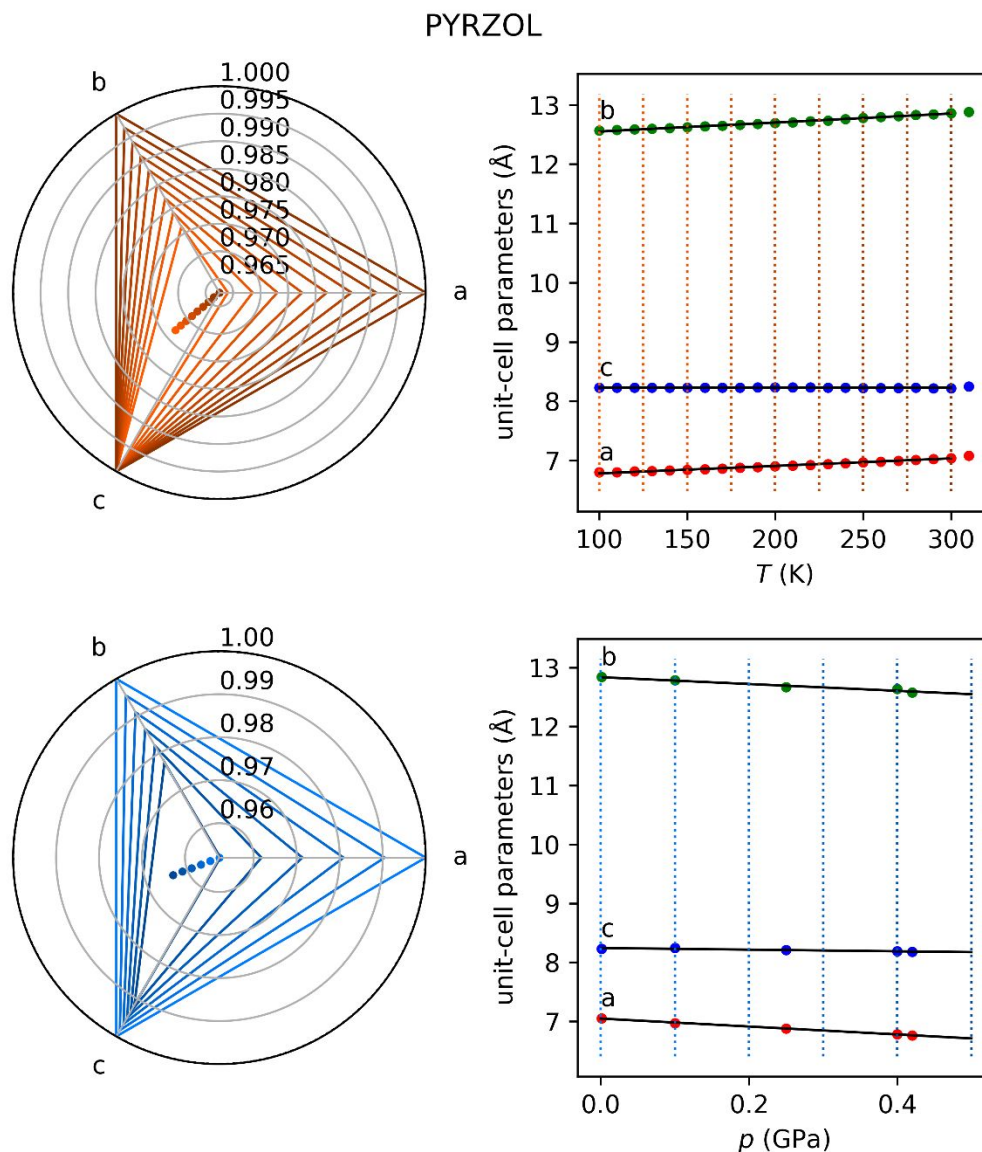 PYRZOL
b
1.000
0.995
0.990
0.985
0.980
0.975
0.970
0.965
a
c
unit-cell parameters (Å)
13
12
11
10
9
8
7
b
c
a
100
150
200
250
300
T (K)
b
1.00
0.99
0.98
0.97
0.96
a
c
unit-cell parameters (Å)
13
12
11
10
9
8
7
b
c
a
0.0
0.2
0.4
p (GPa)